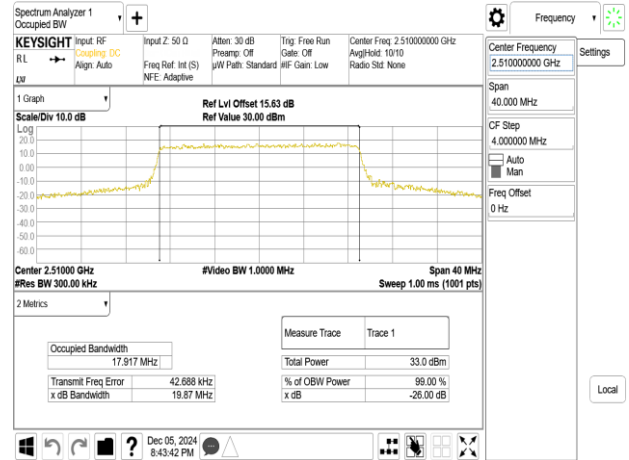 Spectrum Analyzer 1
Occupied BW
Frequency
KEYSIGHT
RL
LXI
Input: RF
Coupling: DC
Align: Auto
Input Z: 50 Ω
Freq Ref: Int (S)
NFE: Adaptive
Atten: 30 dB
Preamp: Off
µW Path: Standard
Trig: Free Run
Gate: Off
#IF Gain: Low
Center Freq: 2.510000000 GHz
Avg|Hold: 10/10
Radio Std: None
Center Frequency
2.510000000 GHz
Settings
Span
40.000 MHz
CF Step
4.000000 MHz
Auto
Man
Freq Offset
0 Hz
1 Graph
Scale/Div 10.0 dB
Ref Lvl Offset 15.63 dB
Ref Value 30.00 dBm
Log
20.0
10.0
0.00
-10.0
-20.0
-30.0
-40.0
-50.0
-60.0
Center 2.51000 GHz
#Video BW 1.0000 MHz
Span 40 MHz
#Res BW 300.00 kHz
Sweep 1.00 ms (1001 pts)
2 Metrics
Measure Trace Trace 1
Occupied Bandwidth
17.917 MHz
Total Power 33.0 dBm
Transmit Freq Error 42.688 kHz
% of OBW Power 99.00 %
x dB Bandwidth 19.87 MHz
x dB -26.00 dB
Local
?
Dec 05, 2024
8:43:42 PM